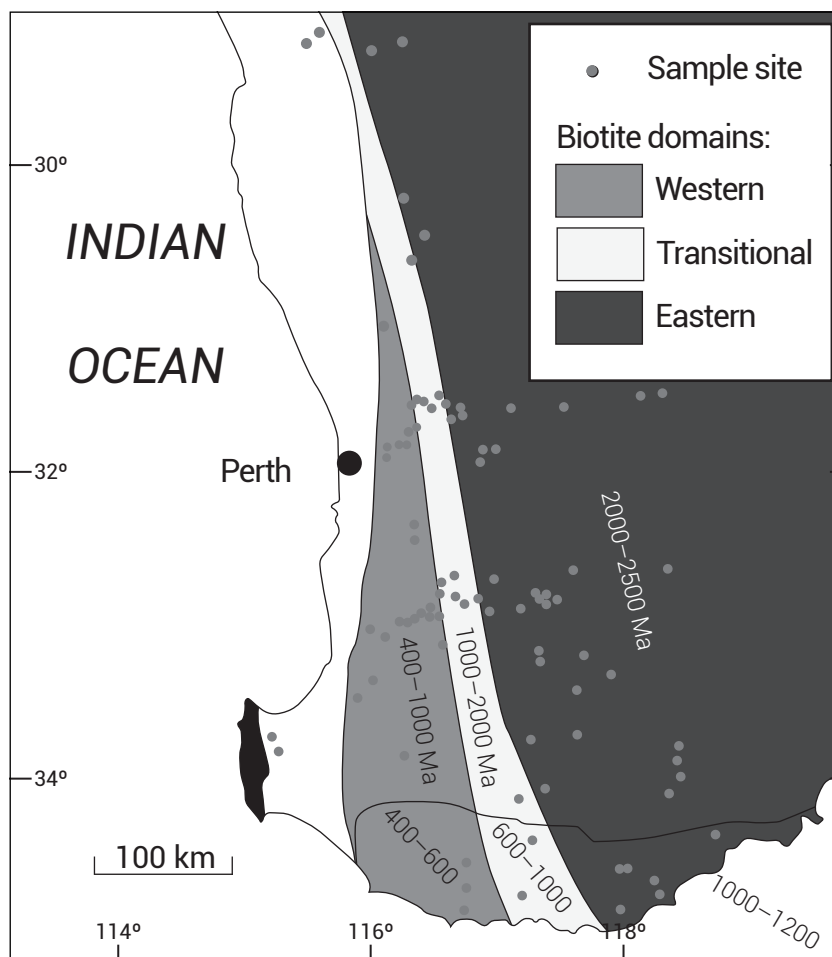 Sample site
Biotite domains:
Western
Transitional
Eastern
30º
INDIAN
OCEAN
Perth
32º
2000–2500 Ma
400–1000 Ma
1000–2000 Ma
34º
400–600
600–1000
1000–1200
100 km
114º
116º
118º